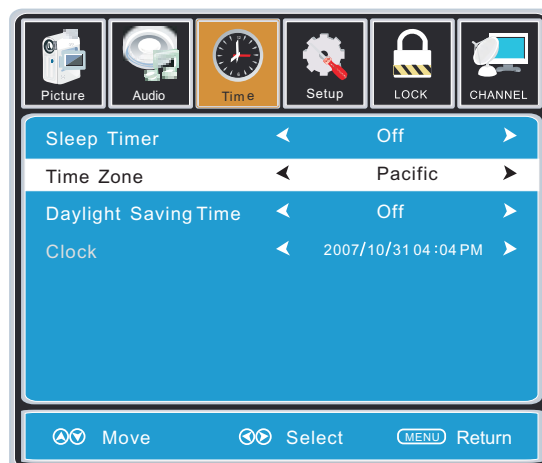 Picture Audio Time Setup LOCK CHANNEL
Sleep Timer Off
Time Zone Pacific
Daylight Saving Time Off
Clock 2007/10/31 04:04 PM
Move Select MENU Return